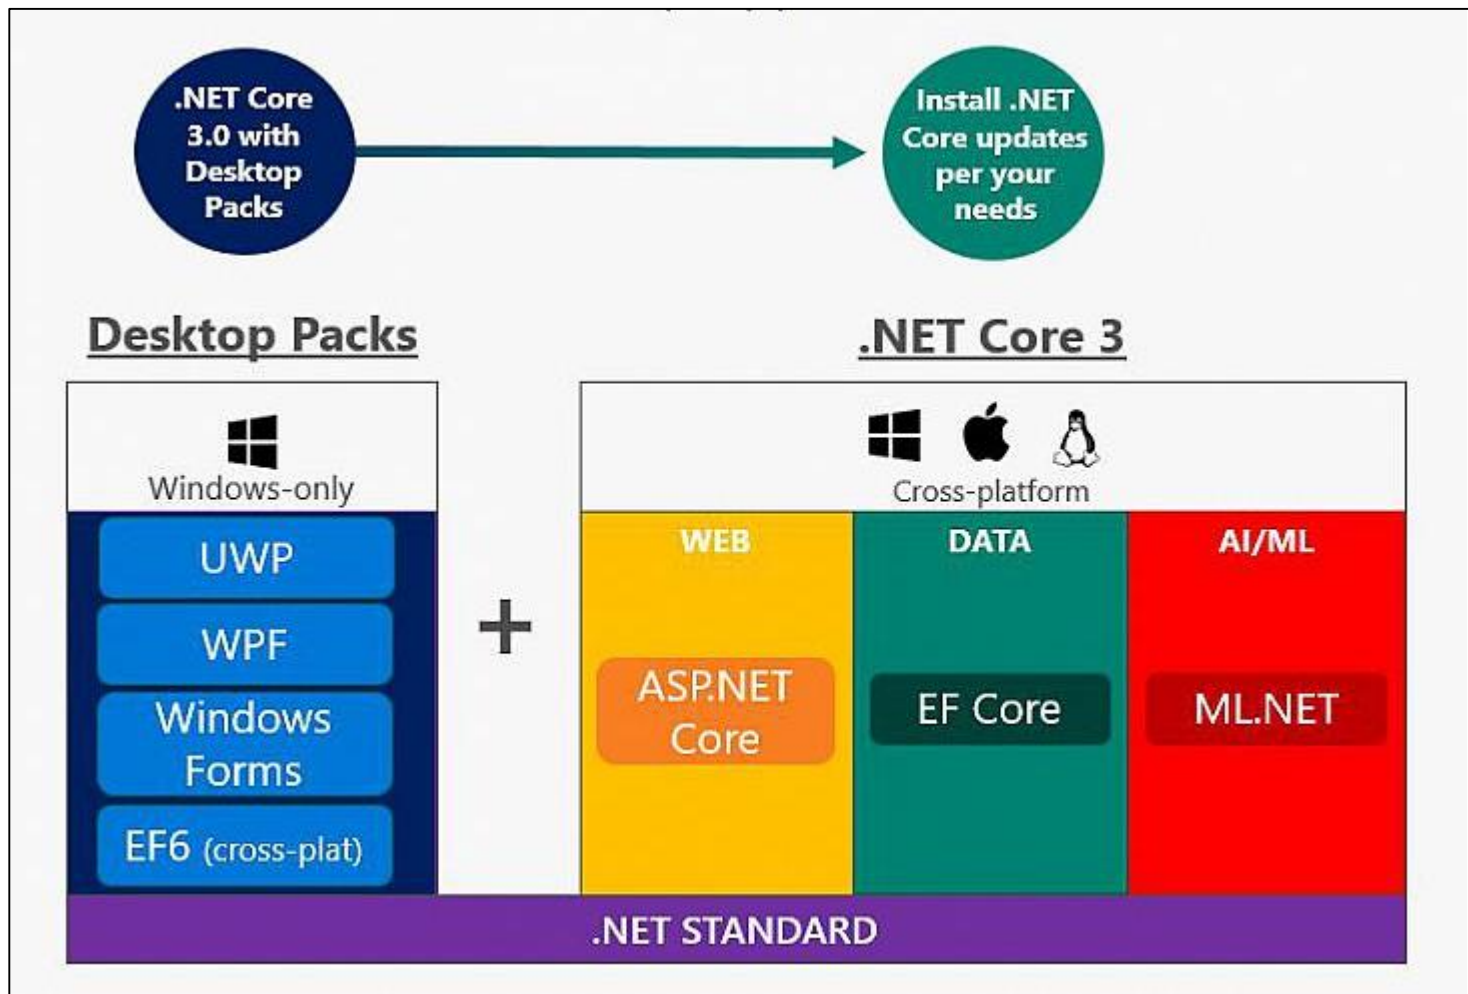 .NET Core
3.0 with
Desktop
Packs
Install .NET
Core updates
per your
needs
Desktop Packs
.NET Core 3
Windows-only
Cross-platform
UWP
WPF
Windows
Forms
EF6 (cross-plat)
+
WEB
DATA
AI/ML
ASP.NET
Core
EF Core
ML.NET
.NET STANDARD